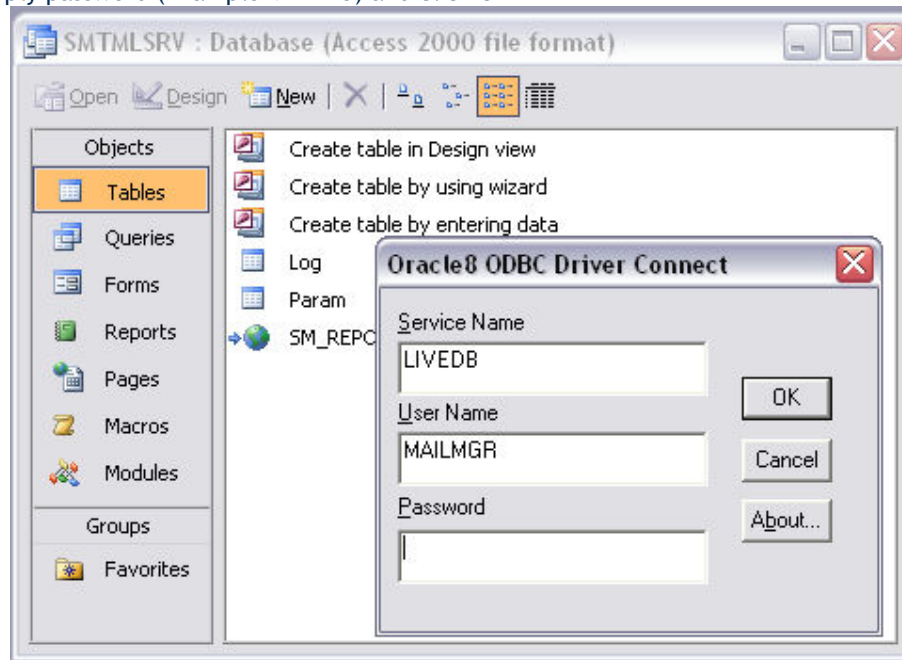 SMTMLSRV : Database (Access 2000 file format)
Open Design New
Objects
Tables
Queries
Forms
Reports
Pages
Macros
Modules
Groups
Favorites
Create table in Design view
Create table by using wizard
Create table by entering data
Log
Param
SM_REPO
Oracle8 ODBC Driver Connect
Service Name
LIVEDB
User Name
MAILMGR
Password
OK
Cancel
About...